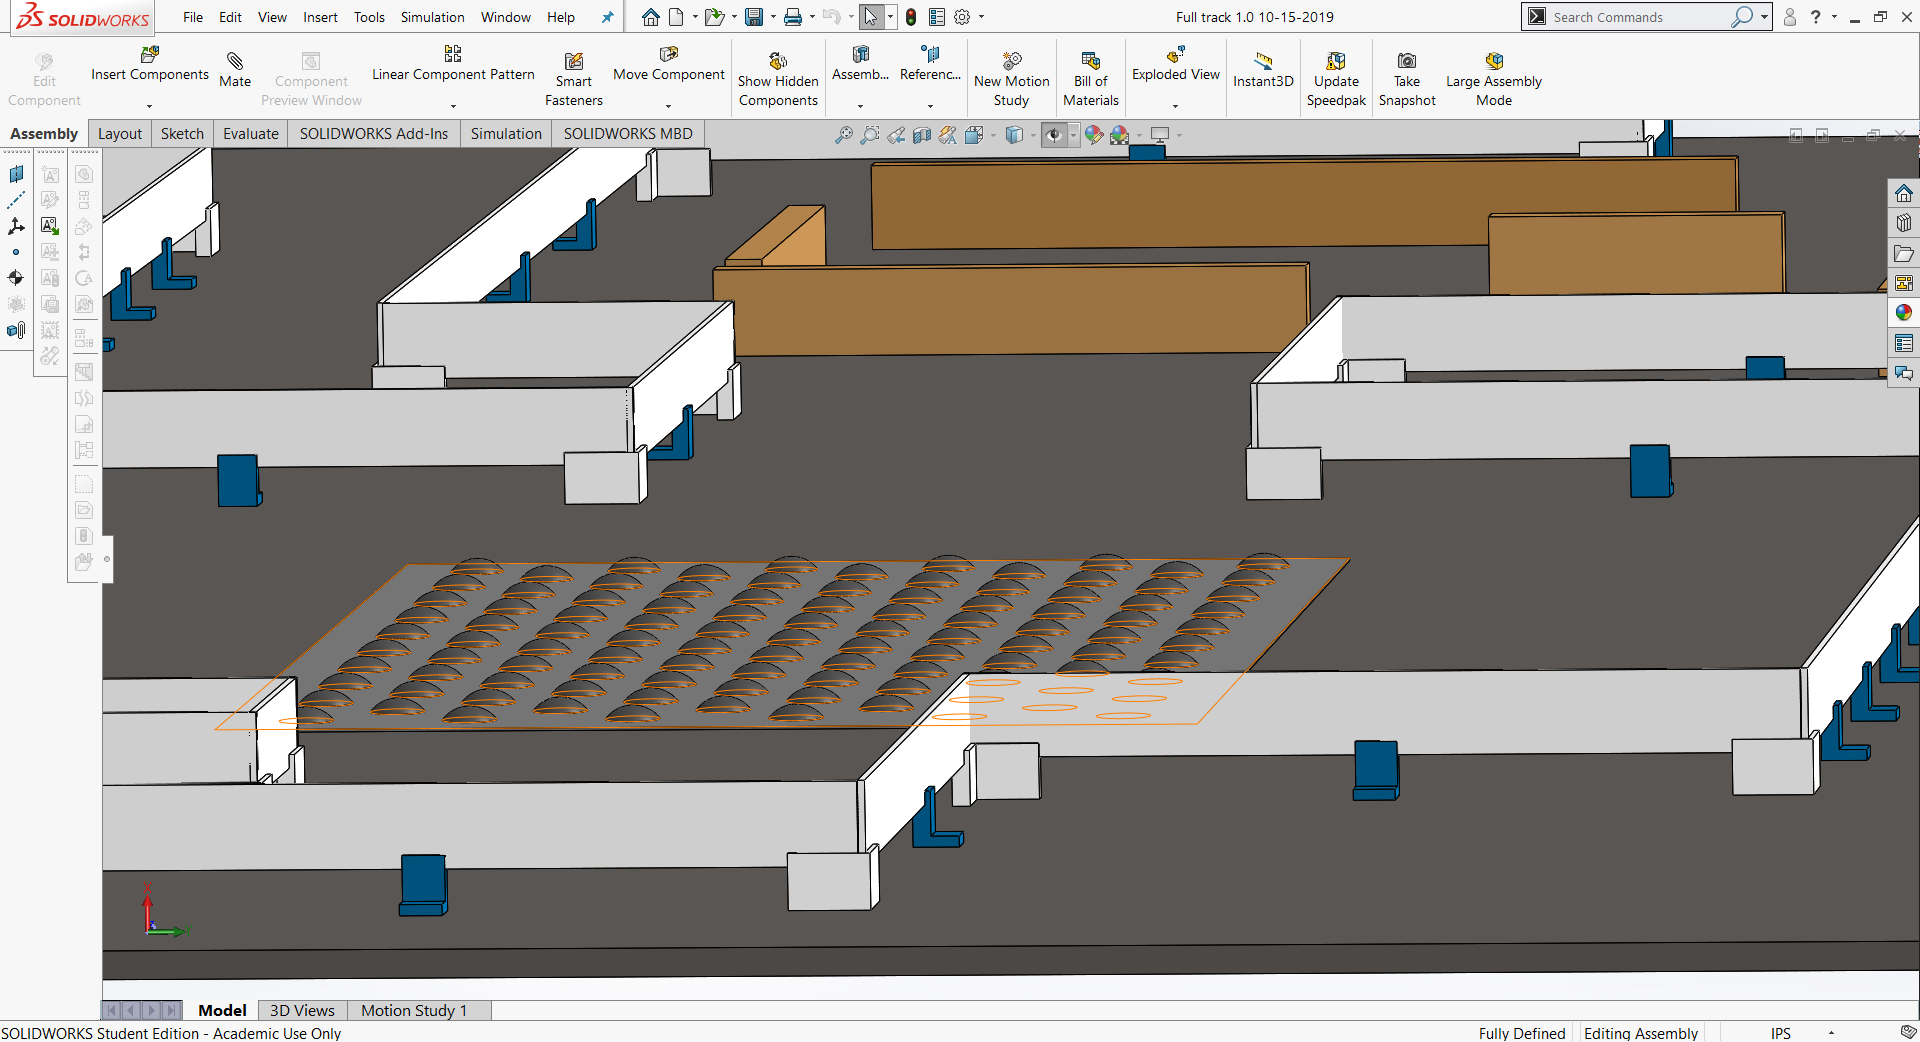 SOLIDWORKS
File Edit View Insert Tools Simulation Window Help
Full track 1.0 10-15-2019
Search Commands
Edit Component
Insert Components
Mate
Component Preview Window
Linear Component Pattern
Smart Fasteners
Move Component
Show Hidden Components
Assemb...
Referenc...
New Motion Study
Bill of Materials
Exploded View
Instant3D
Update Speedpak
Take Snapshot
Large Assembly Mode
Assembly Layout Sketch Evaluate SOLIDWORKS Add-Ins Simulation SOLIDWORKS MBD
X
Y
Model 3D Views Motion Study 1
SOLIDWORKS Student Edition - Academic Use Only
Fully Defined Editing Assembly IPS